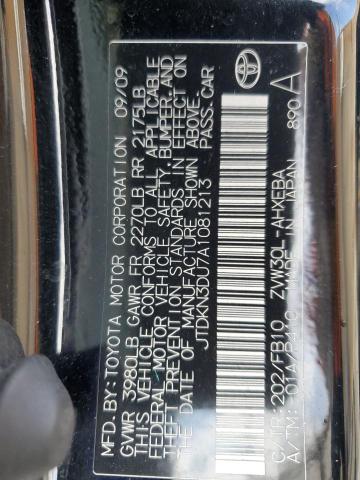 MFD. BY: TOYOTA MOTOR CORPORATION 09/09
GVWR 3980LB GAWR FR 2270LB RR 2175LB
THIS VEHICLE CONFORMS TO ALL APPLICABLE
FEDERAL MOTOR VEHICLE SAFETY, BUMPER, AND
THEFT PREVENTION STANDARDS IN EFFECT ON
THE DATE OF MANUFACTURE SHOWN ABOVE.
JTDKN3DU7A1081213 PASS. CAR
C/TR: 202/FB10 ZVW30L-AHXEBA
A/TM: -01A/P410 MADE IN JAPAN 890 A